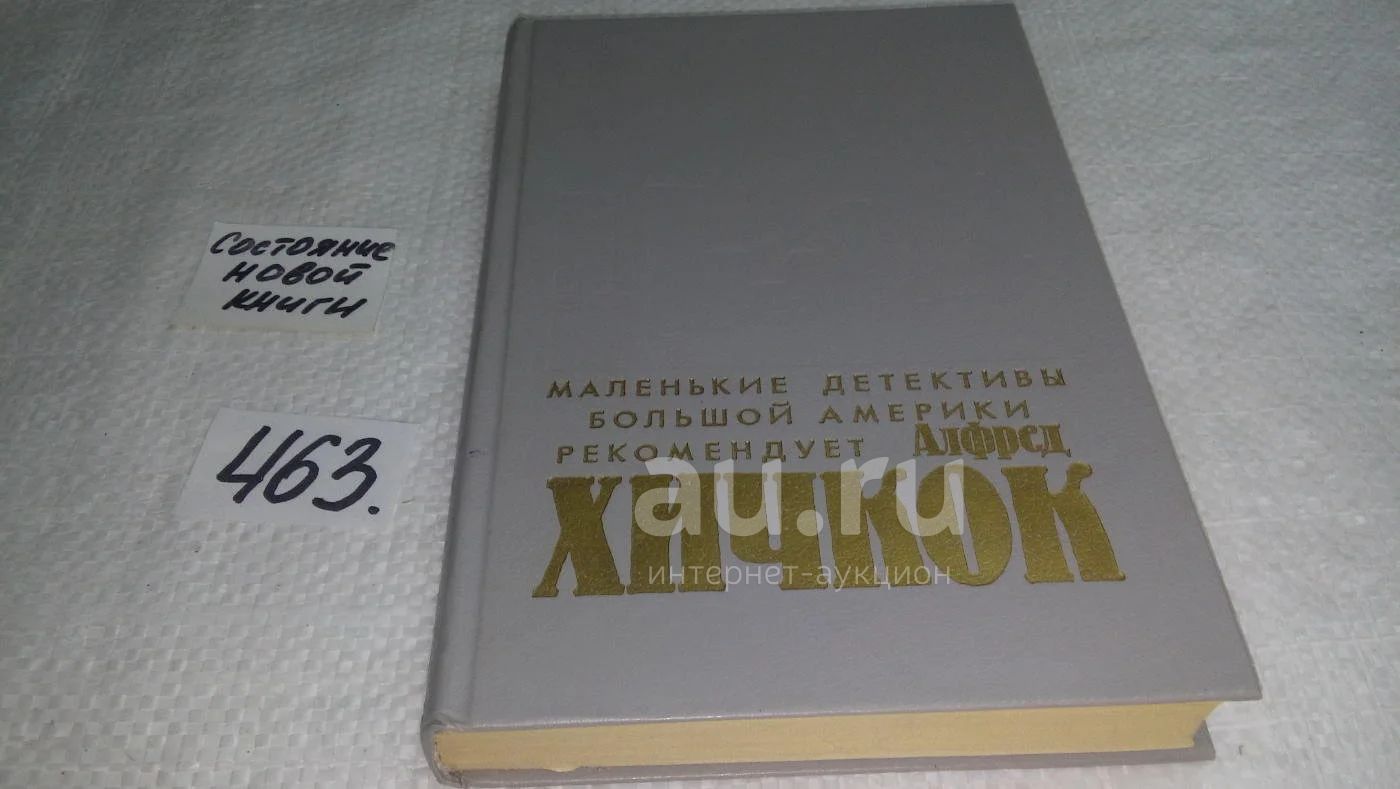 Состояние
новой
книги
463.
МАЛЕНЬКИЕ ДЕТЕКТИВЫ
БОЛЬШОЙ АМЕРИКИ
РЕКОМЕНДУЕТ Алфред
ХИЧКОК
au.ru
интернет-аукцион